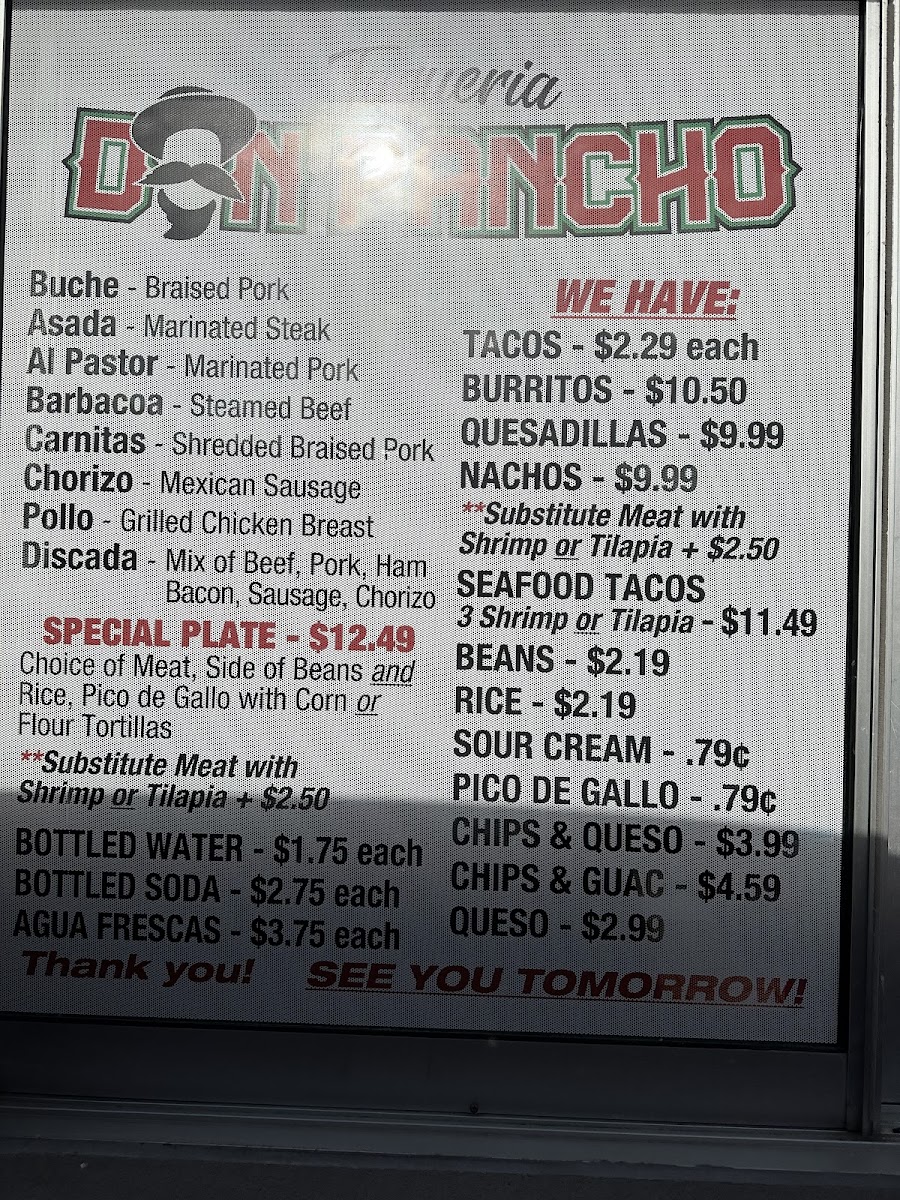 DON PANCHO
Buche - Braised Pork
Asada - Marinated Steak
Al Pastor - Marinated Pork
Barbacoa - Steamed Beef
Carnitas - Shredded Braised Pork
Chorizo - Mexican Sausage
Pollo - Grilled Chicken Breast
Discada - Mix of Beef, Pork, Ham
Bacon, Sausage, Chorizo
SPECIAL PLATE - $12.49
Choice of Meat, Side of Beans and
Rice, Pico de Gallo with Corn or
Flour Tortillas
**Substitute Meat with
Shrimp or Tilapia + $2.50
BOTTLED WATER - $1.75 each
BOTTLED SODA - $2.75 each
AGUA FRESCAS - $3.75 each
WE HAVE:
TACOS - $2.29 each
BURRITOS - $10.50
QUESADILLAS - $9.99
NACHOS - $9.99
**Substitute Meat with
Shrimp or Tilapia + $2.50
SEAFOOD TACOS
3 Shrimp or Tilapia - $11.49
BEANS - $2.19
RICE - $2.19
SOUR CREAM - .79¢
PICO DE GALLO - .79¢
CHIPS & QUESO - $3.99
CHIPS & GUAC - $4.59
QUESO - $2.99
Thank you! SEE YOU TOMORROW!